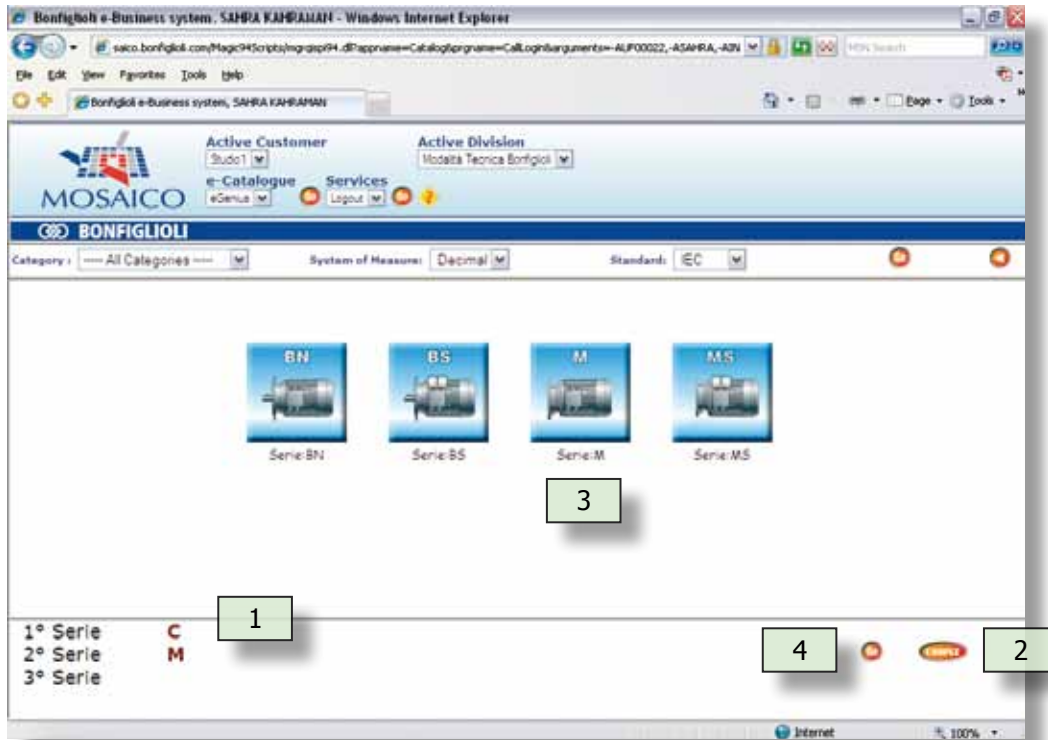 Bonfiglioli e-Business system, SAHRA KAHRAMAN - Windows Internet Explorer
File Edit View Favorites Tools Help
Bonfiglioli e-Business system, SAHRA KAHRAMAN
Page Tools
Active Customer Active Division
Studio1 Modalità Tecnica Bonfiglioli
e-Catalogue Services
eGenius Logout ?
MOSAICO
BONFIGLIOLI
Category : ---- All Categories ---- System of Measure: Decimal Standard: IEC
BN BS M MS
Serie:BN Serie:BS Serie:M Serie:MS
3
1
1° Serie C
2° Serie M
3° Serie
4 2
Internet 100%